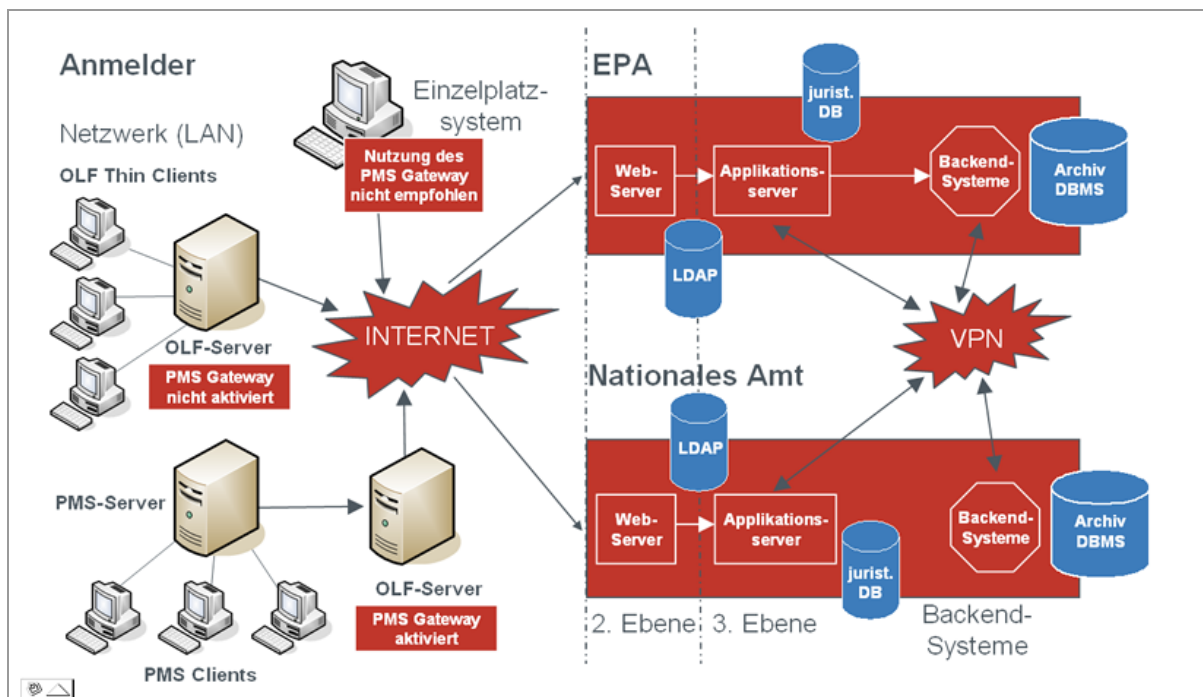 Anmelder
Netzwerk (LAN)
OLF Thin Clients
Einzelplatz-
system
Nutzung des
PMS Gateway
nicht empfohlen
OLF-Server
PMS Gateway
nicht aktiviert
INTERNET
PMS-Server
PMS Clients
OLF-Server
PMS Gateway
aktiviert
EPA
jurist.
DB
Web-
Server
Applikations-
server
Backend-
Systeme
Archiv
DBMS
LDAP
VPN
Nationales Amt
LDAP
Web-
Server
Applikations-
server
jurist.
DB
Backend-
Systeme
Archiv
DBMS
2. Ebene
3. Ebene
Backend-
Systeme